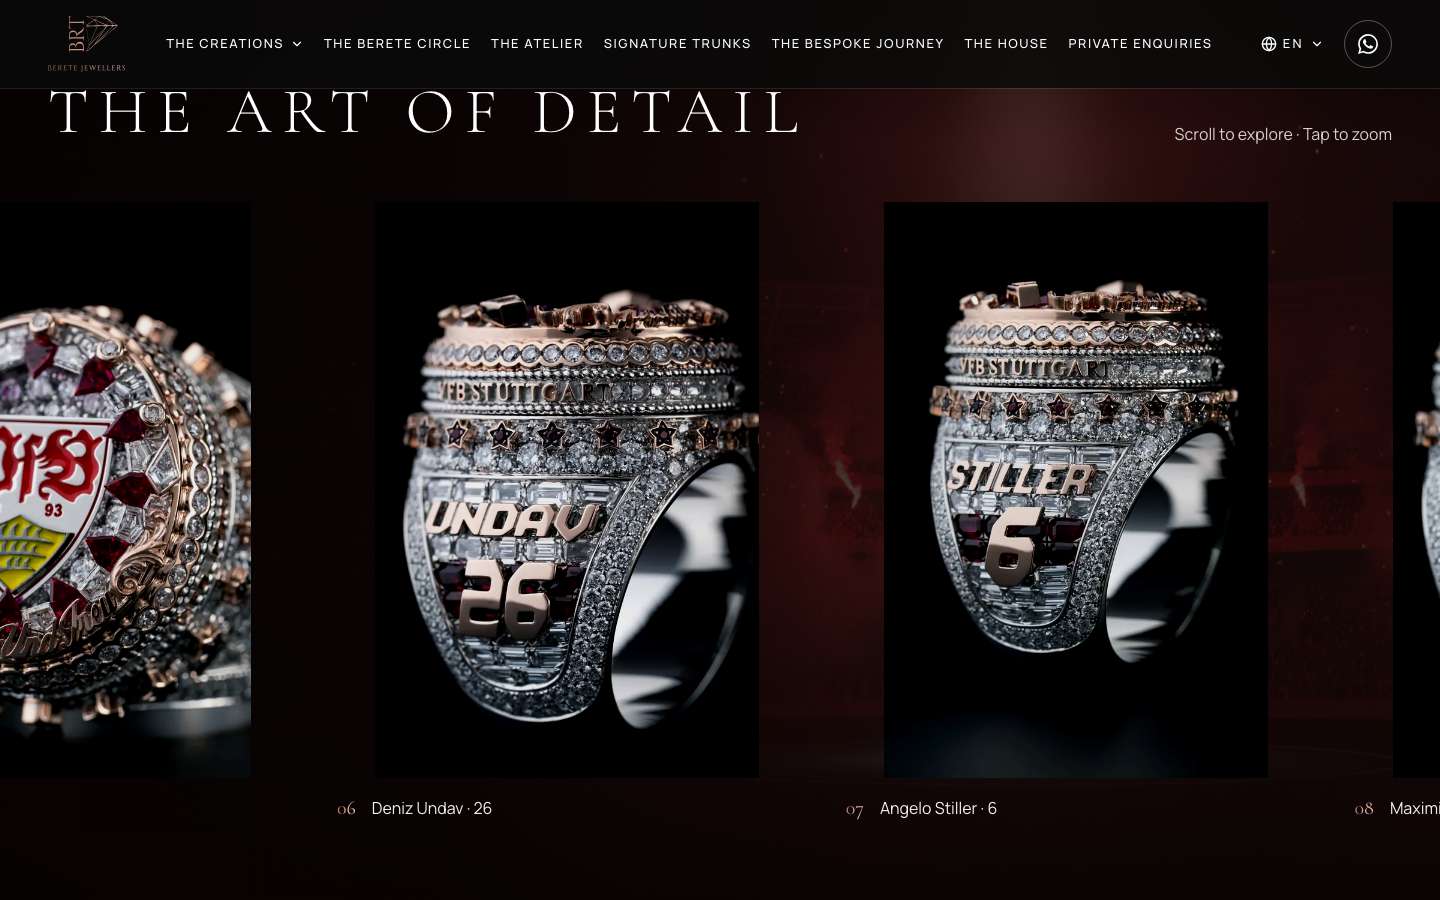 BRT
BERETE JEWELLERS
THE CREATIONS
THE BERETE CIRCLE
THE ATELIER
SIGNATURE TRUNKS
THE BESPOKE JOURNEY
THE HOUSE
PRIVATE ENQUIRIES
EN
THE ART OF DETAIL
Scroll to explore · Tap to zoom
93
VFB STUTTGART
UNDAV
26
VFB STUTTGART
STILLER
6
06 Deniz Undav · 26
07 Angelo Stiller · 6
08 Maximi